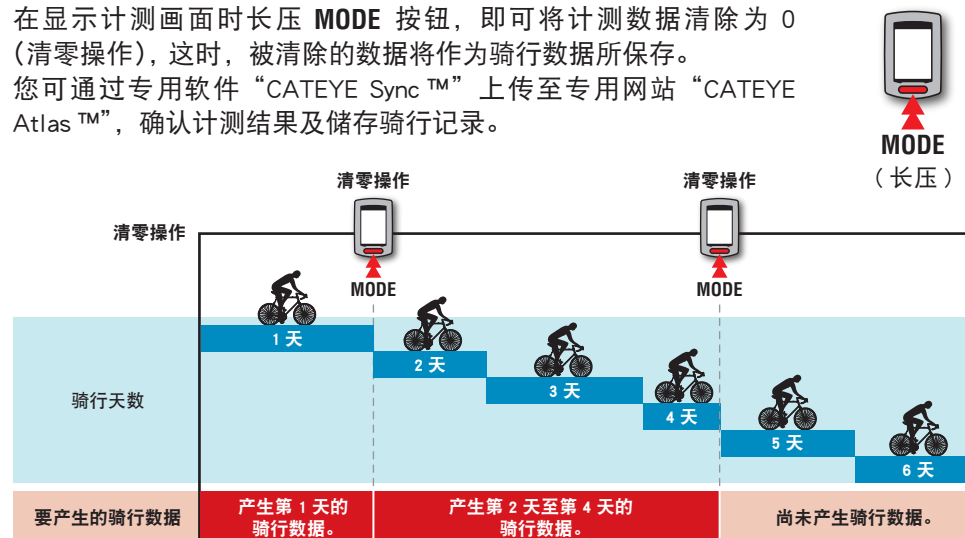 在显示计测画面时长压 MODE 按钮，即可将计测数据清除为 0
（清零操作），这时，被清除的数据将作为骑行数据所保存。
您可通过专用软件“CATEYE Sync ™”上传至专用网站“CATEYE
Atlas ™”，确认计测结果及储存骑行记录。
MODE
（长压）
清零操作
清零操作
清零操作
MODE
MODE
1 天
2 天
3 天
4 天
5 天
6 天
骑行天数
要产生的骑行数据
产生第 1 天的
骑行数据。
产生第 2 天至第 4 天的
骑行数据。
尚未产生骑行数据。